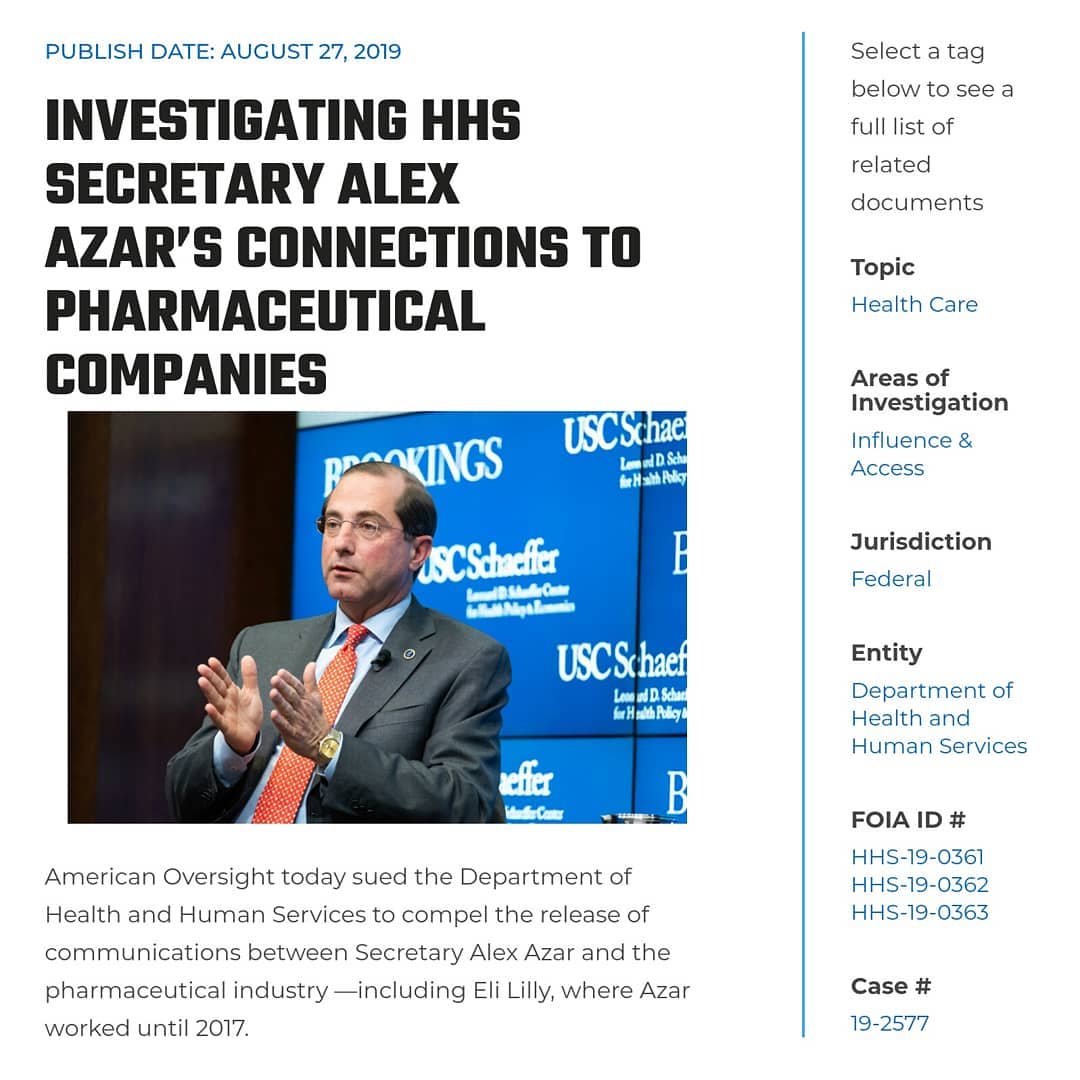 PUBLISH DATE: AUGUST 27, 2019
INVESTIGATING HHS
SECRETARY ALEX
AZAR’S CONNECTIONS TO
PHARMACEUTICAL
COMPANIES
BROOKINGS
USC Schaef
Leonard D. Scha
for Health Policy
USC Schaeffer
Leonard D. Schaeffer Center
for Health Policy & Economics
B
USC Schaef
Leonard D. Schaef
for Health Policy &
aeffer
Schaeffer Center
B
American Oversight today sued the Department of
Health and Human Services to compel the release of
communications between Secretary Alex Azar and the
pharmaceutical industry —including Eli Lilly, where Azar
worked until 2017.
Select a tag
below to see a
full list of
related
documents
Topic
Health Care
Areas of
Investigation
Influence &
Access
Jurisdiction
Federal
Entity
Department of
Health and
Human Services
FOIA ID #
HHS-19-0361
HHS-19-0362
HHS-19-0363
Case #
19-2577